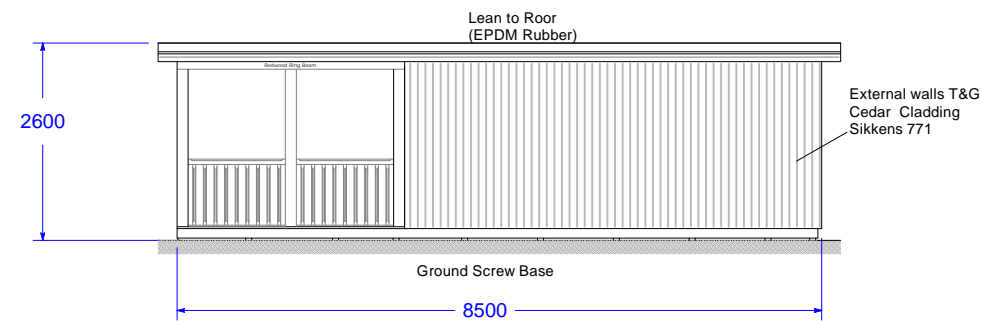 Lean to Roor
(EPDM Rubber)
Redwood Ring Beam
2600
External walls T&G
Cedar Cladding
Sikkens 771
Ground Screw Base
8500